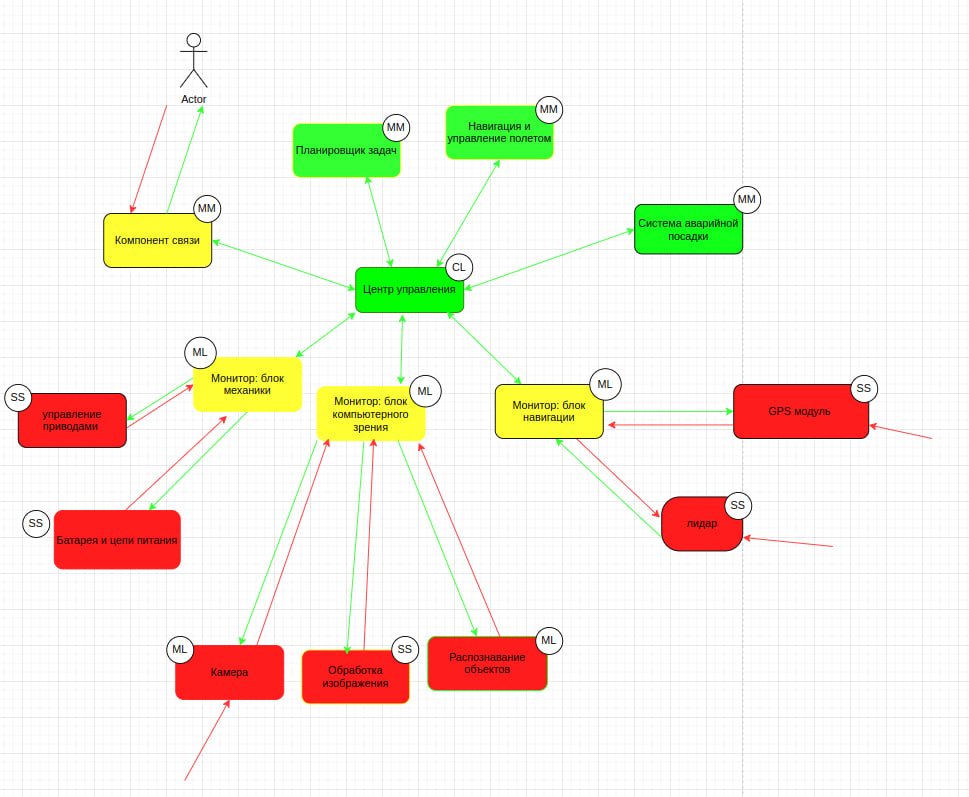 Actor
MM
Планировщик задач
MM
Навигация и
управление полетом
MM
Компонент связи
MM
Система аварийной
посадки
CL
Центр управления
ML
Монитор: блок
механики
ML
Монитор: блок
компьютерного
зрения
ML
Монитор: блок
навигации
SS
управление
приводами
SS
GPS модуль
SS
Батарея и цепи питания
SS
лидар
ML
Камера
SS
Обработка
изображения
ML
Распознавание
объектов